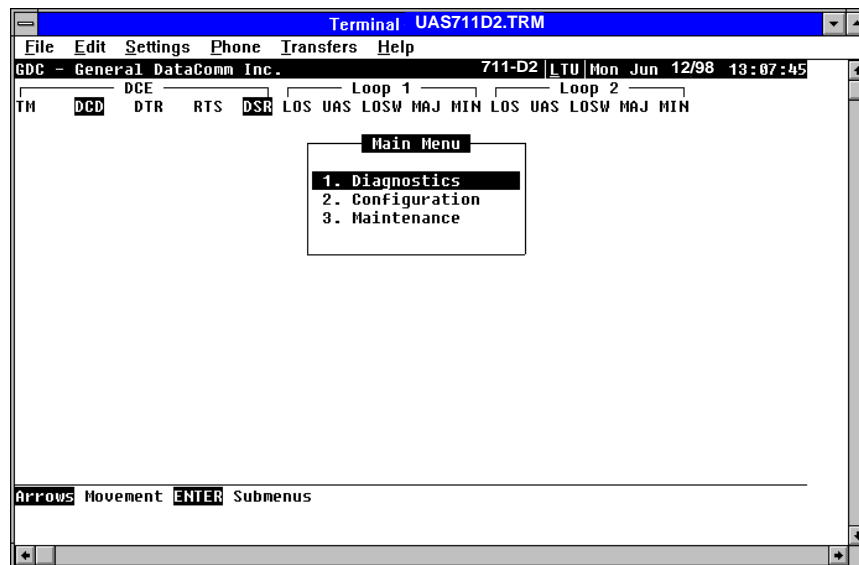 Terminal UAS711D2.TRM
File Edit Settings Phone Transfers Help
GDC - General DataComm Inc. 711-D2 |LTU|Mon Jun 12/98 13:07:45
DCE Loop 1 Loop 2
TM DCD DTR RTS DSR LOS UAS LOSW MAJ MIN LOS UAS LOSW MAJ MIN
Main Menu
1. Diagnostics
2. Configuration
3. Maintenance
Arrows Movement ENTER Submenus